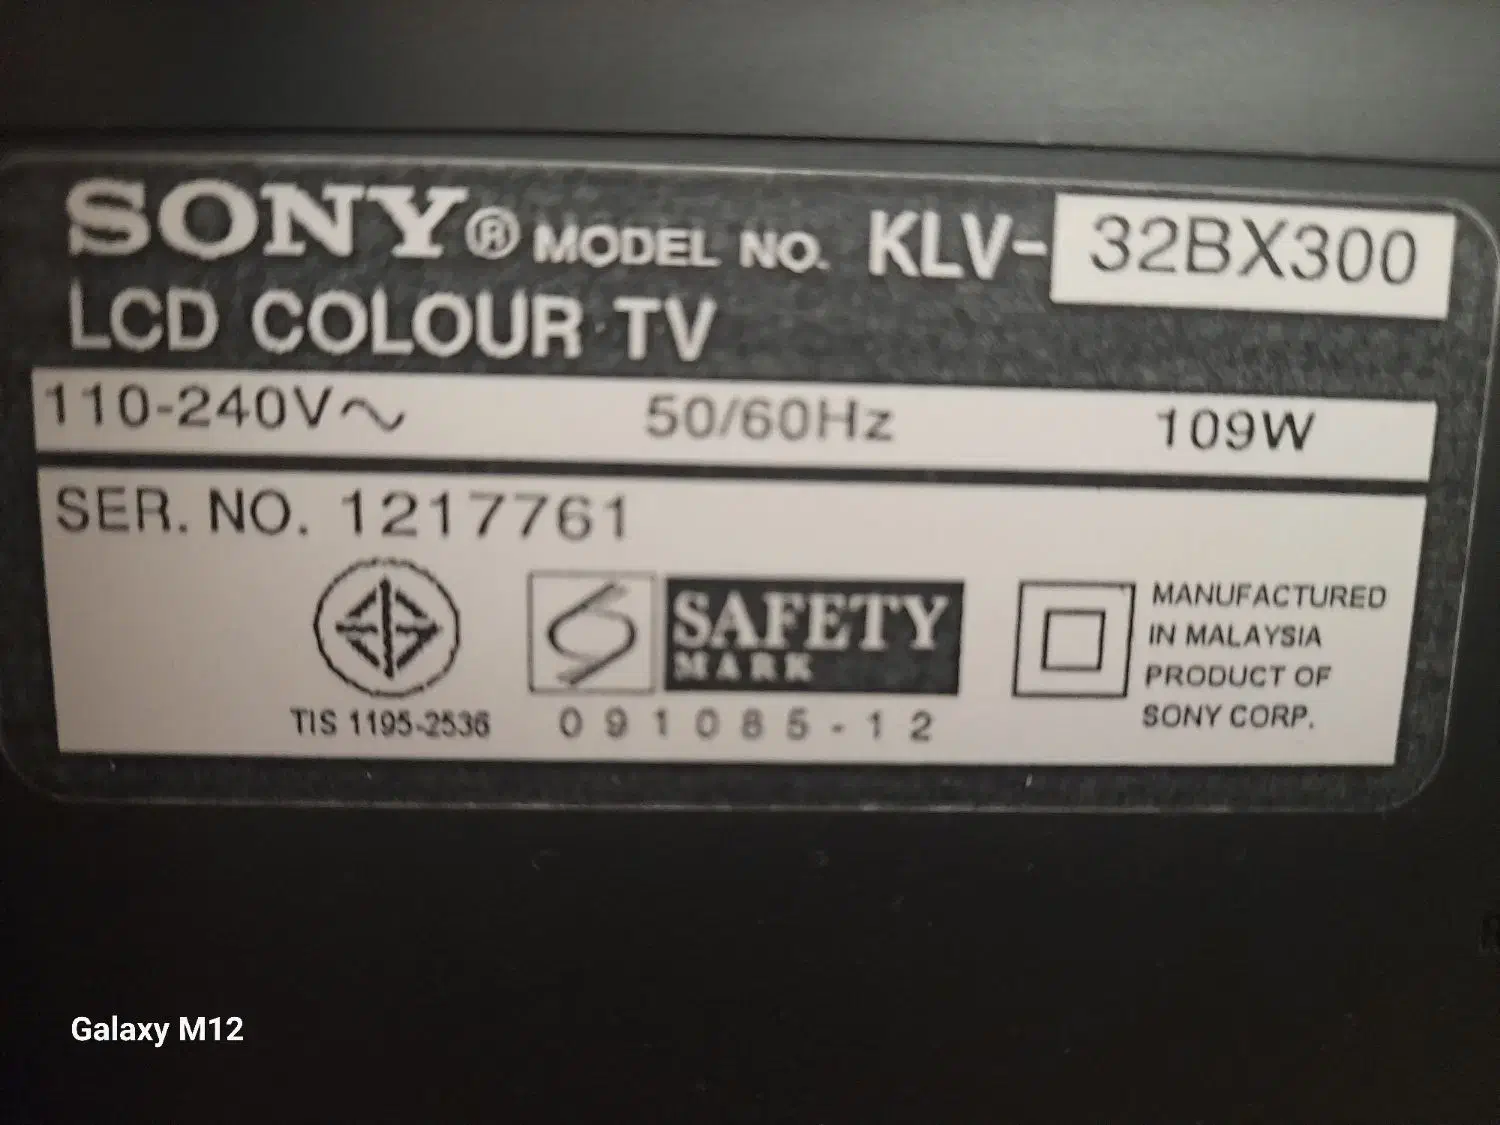 SONY® MODEL NO. KLV-32BX300
LCD COLOUR TV
110-240V~ 50/60Hz 109W
SER. NO. 1217761
TIS 1195-2536
SAFETY
MARK
091085-12
MANUFACTURED
IN MALAYSIA
PRODUCT OF
SONY CORP.
Galaxy M12